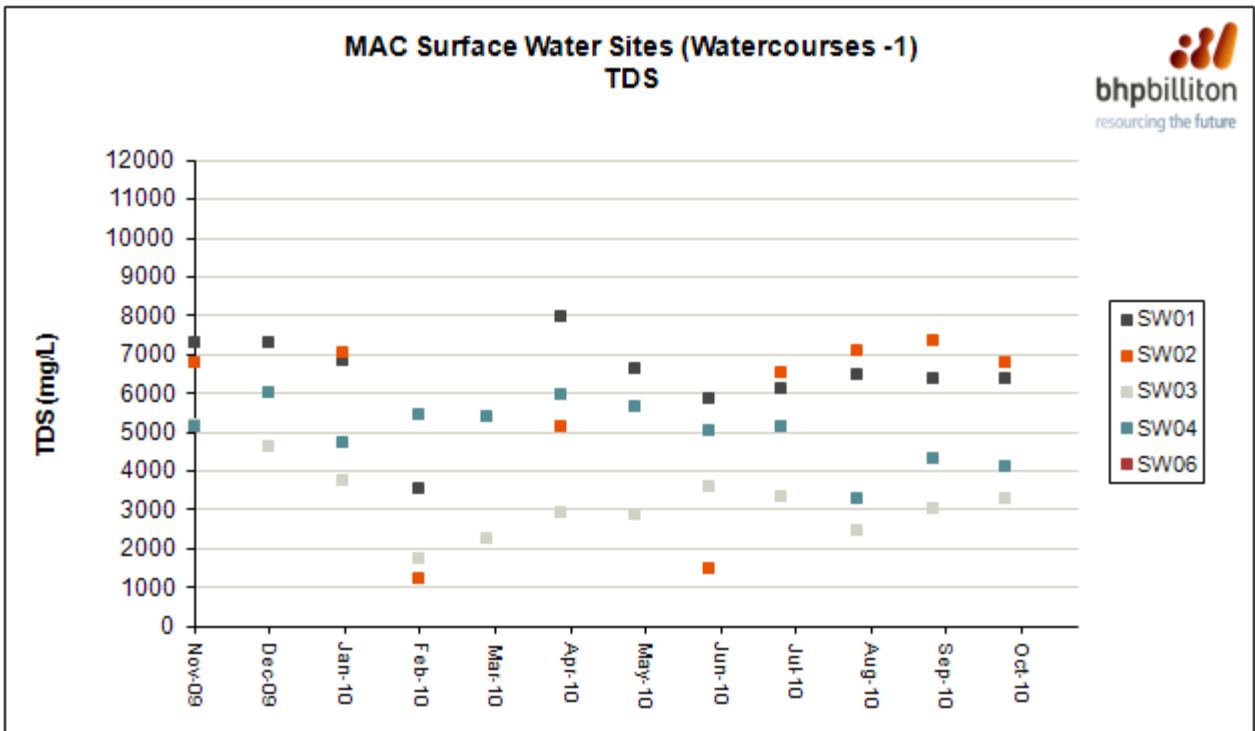 MAC Surface Water Sites (Watercourses -1)
TDS
bhpbilliton
resourcing the future
12000
11000
10000
9000
8000
7000
6000
5000
4000
3000
2000
1000
0
TDS (mg/L)
Nov-09
Dec-09
Jan-10
Feb-10
Mar-10
Apr-10
May-10
Jun-10
Jul-10
Aug-10
Sep-10
Oct-10
SW01
SW02
SW03
SW04
SW06